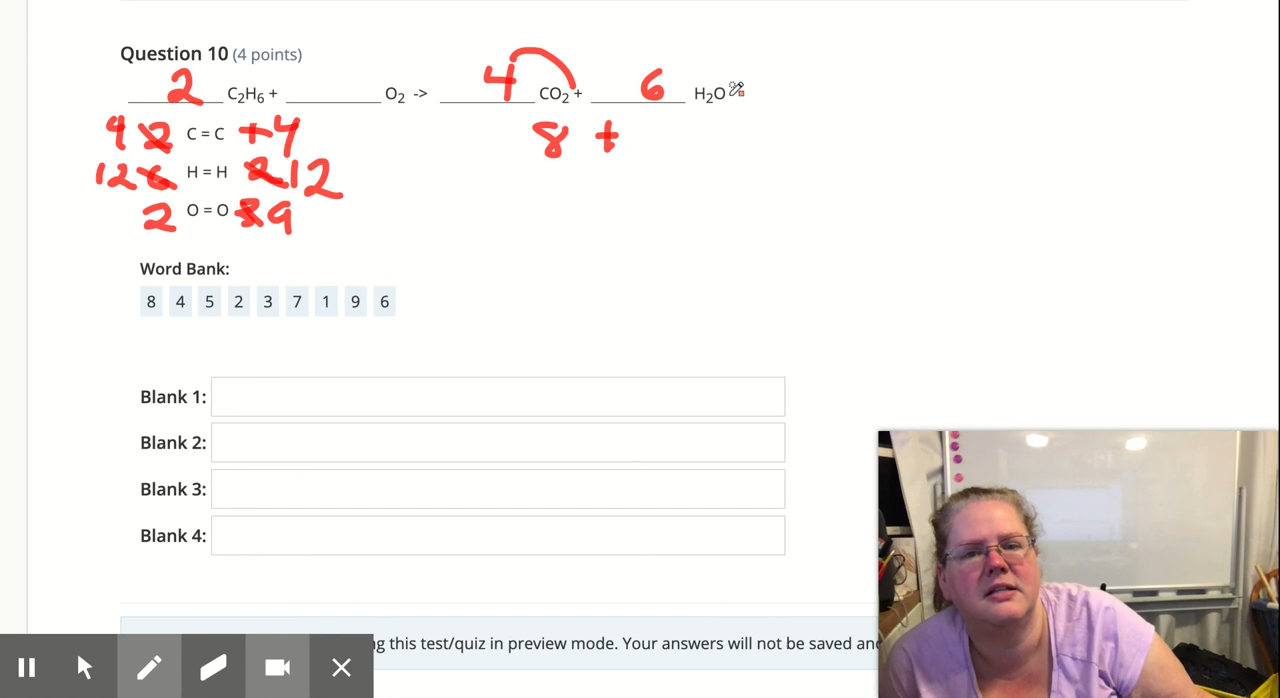 Question 10 (4 points)
2 C₂H₆ + ________ O₂ -> 4 CO₂ + 6 H₂O
4 2 C = C + 4 8 +
12 6 H = H 2 12
2 O = O 3 9
Word Bank:
8 4 5 2 3 7 1 9 6
Blank 1:
Blank 2:
Blank 3:
Blank 4:
g this test/quiz in preview mode. Your answers will not be saved an